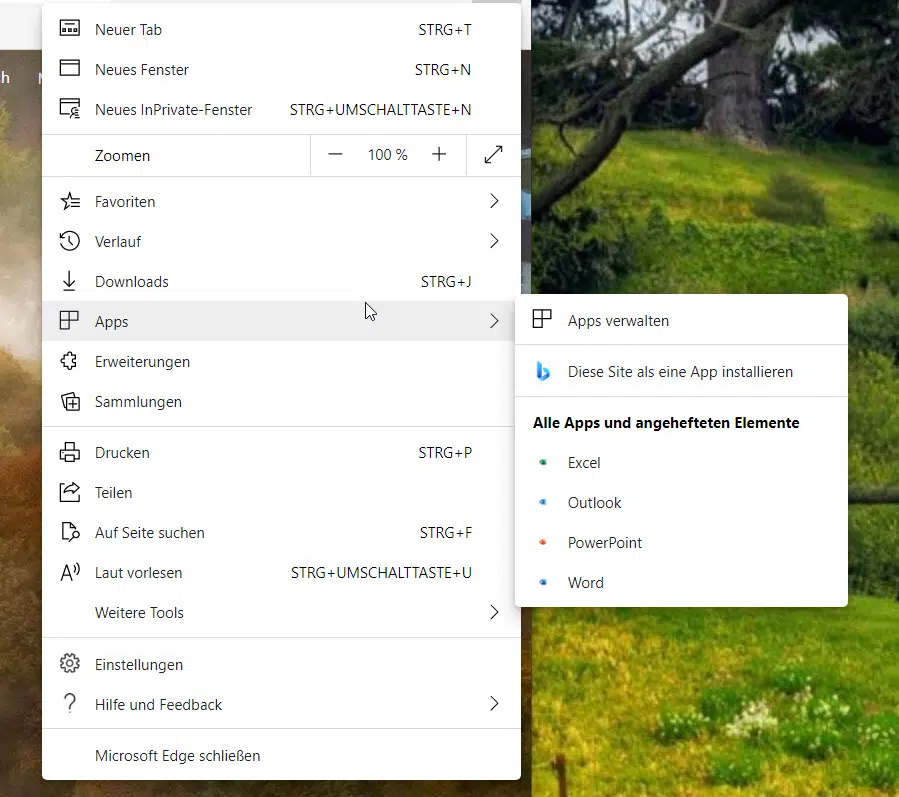 Neuer Tab STRG+T
Neues Fenster STRG+N
Neues InPrivate-Fenster STRG+UMSCHALTTASTE+N
Zoomen — 100 % +
Favoriten
Verlauf
Downloads STRG+J
Apps
Erweiterungen
Sammlungen
Drucken STRG+P
Teilen
Auf Seite suchen STRG+F
Laut vorlesen STRG+UMSCHALTTASTE+U
Weitere Tools
Einstellungen
Hilfe und Feedback
Microsoft Edge schließen
Apps verwalten
Diese Site als eine App installieren
Alle Apps und angehefteten Elemente
Excel
Outlook
PowerPoint
Word